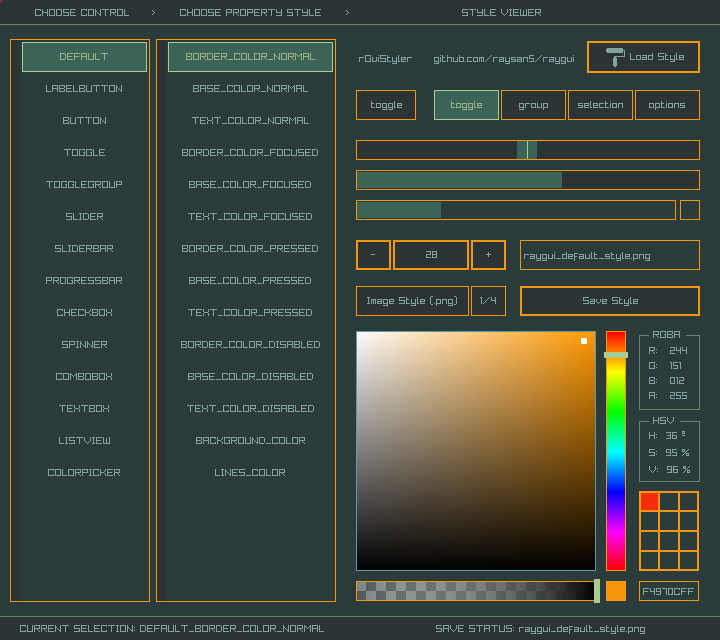 CHOOSE CONTROL > CHOOSE PROPERTY STYLE > STYLE VIEWER
DEFAULT
LABELBUTTON
BUTTON
TOGGLE
TOGGLEGROUP
SLIDER
SLIDERBAR
PROGRESSBAR
CHECKBOX
SPINNER
COMBOBOX
TEXTBOX
LISTVIEW
COLORPICKER
BORDER_COLOR_NORMAL
BASE_COLOR_NORMAL
TEXT_COLOR_NORMAL
BORDER_COLOR_FOCUSED
BASE_COLOR_FOCUSED
TEXT_COLOR_FOCUSED
BORDER_COLOR_PRESSED
BASE_COLOR_PRESSED
TEXT_COLOR_PRESSED
BORDER_COLOR_DISABLED
BASE_COLOR_DISABLED
TEXT_COLOR_DISABLED
BACKGROUND_COLOR
LINES_COLOR
rGuiStyler github.com/raysan5/raygui Load Style
toggle toggle group selection options
- 28 + raygui_default_style.png
Image Style (.png) 1/4 Save Style
RGBA
R: 244
G: 151
B: 012
A: 255
HSV
H: 36 º
S: 95 %
V: 96 %
F4970CFF
CURRENT SELECTION: DEFAULT_BORDER_COLOR_NORMAL SAVE STATUS: raygui_default_style.png